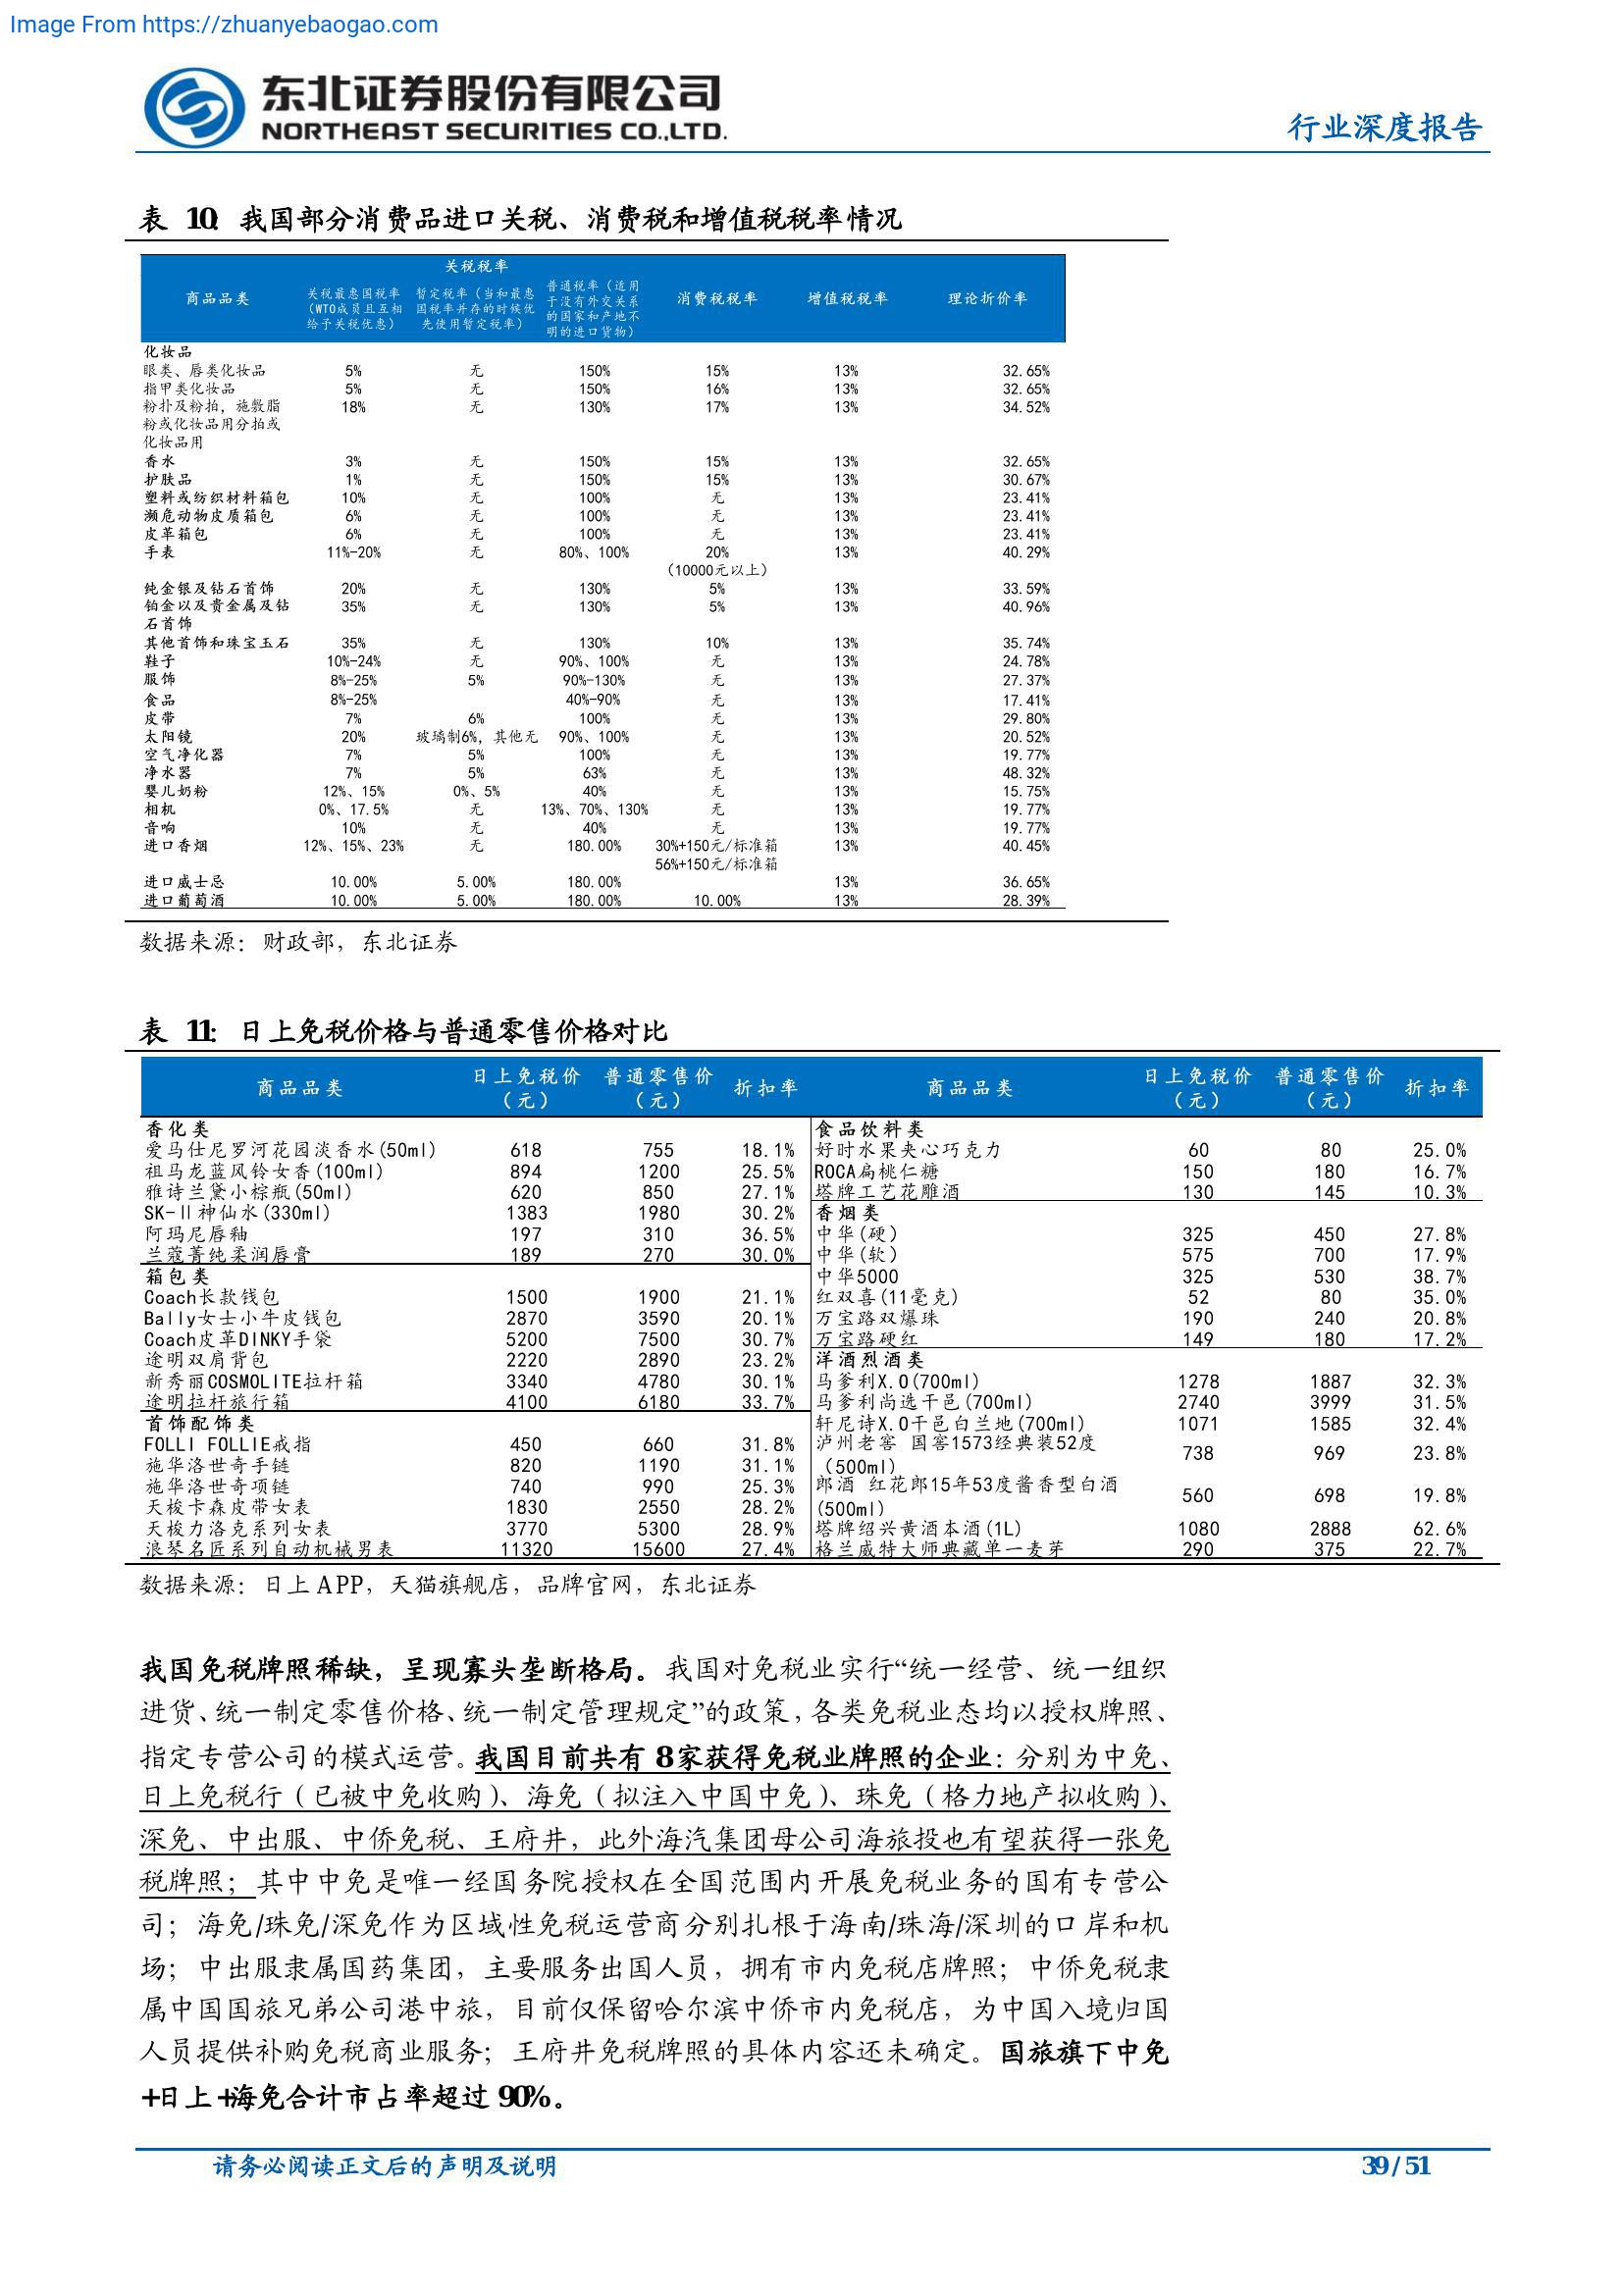 Image From https://zhuanyebaogao.com
东北证券股份有限公司
NORTHEAST SECURITIES CO.,LTD.
行业深度报告
表 10: 我国部分消费品进口关税、消费税和增值税税率情况
关税税率
商品品类 关税最惠国税率（WTO成员且互相给予关税优惠） 暂定税率（当和最惠国税率并存的时候优先使用暂定税率） 普通税率（适用于没有外交关系的国家和产地不明的进口货物） 消费税税率 增值税税率 理论折价率
化妆品
眼类、唇类化妆品 5% 无 150% 15% 13% 32.65%
指甲类化妆品 5% 无 150% 16% 13% 32.65%
粉扑及粉拍，施敷脂 18% 无 130% 17% 13% 34.52%
粉或化妆品用分拍或
化妆品用
香水 3% 无 150% 15% 13% 32.65%
护肤品 1% 无 150% 15% 13% 30.67%
塑料或纺织材料箱包 10% 无 100% 无 13% 23.41%
濒危动物皮质箱包 6% 无 100% 无 13% 23.41%
皮革箱包 6% 无 100% 无 13% 23.41%
手表 11%-20% 无 80%、100% 20% 13% 40.29%
（10000元以上）
纯金银及钻石首饰 20% 无 130% 5% 13% 33.59%
铂金以及贵金属及钻 35% 无 130% 5% 13% 40.96%
石首饰
其他首饰和珠宝玉石 35% 无 130% 10% 13% 35.74%
鞋子 10%-24% 无 90%、100% 无 13% 24.78%
服饰 8%-25% 5% 90%-130% 无 13% 27.37%
食品 8%-25% 40%-90% 无 13% 17.41%
皮带 7% 6% 100% 无 13% 29.80%
太阳镜 20% 玻璃制6%，其他无 90%、100% 无 13% 20.52%
空气净化器 7% 5% 100% 无 13% 19.77%
净水器 7% 5% 63% 无 13% 48.32%
婴儿奶粉 12%、15% 0%、5% 40% 无 13% 15.75%
相机 0%、17.5% 无 13%、70%、130% 无 13% 19.77%
音响 10% 无 40% 无 13% 19.77%
进口香烟 12%、15%、23% 无 180.00% 30%+150元/标准箱 13% 40.45%
56%+150元/标准箱
进口威士忌 10.00% 5.00% 180.00% 13% 36.65%
进口葡萄酒 10.00% 5.00% 180.00% 10.00% 13% 28.39%
数据来源：财政部，东北证券
表 11: 日上免税价格与普通零售价格对比
商品品类 日上免税价（元） 普通零售价（元） 折扣率 商品品类 日上免税价（元） 普通零售价（元） 折扣率
香化类 食品饮料类
爱马仕尼罗河花园淡香水(50ml) 618 755 18.1% 好时水果夹心巧克力 60 80 25.0%
祖马龙蓝风铃女香(100ml) 894 1200 25.5% ROCA扁桃仁糖 150 180 16.7%
雅诗兰黛小棕瓶(50ml) 620 850 27.1% 塔牌工艺花雕酒 130 145 10.3%
SK-Ⅱ神仙水(330ml) 1383 1980 30.2% 香烟类
阿玛尼唇釉 197 310 36.5% 中华(硬) 325 450 27.8%
兰蔻菁纯柔润唇膏 189 270 30.0% 中华(软) 575 700 17.9%
箱包类 中华5000 325 530 38.7%
Coach长款钱包 1500 1900 21.1% 红双喜(11毫克) 52 80 35.0%
Bally女士小牛皮钱包 2870 3590 20.1% 万宝路双爆珠 190 240 20.8%
Coach皮革DINKY手袋 5200 7500 30.7% 万宝路硬红 149 180 17.2%
途明双肩背包 2220 2890 23.2% 洋酒烈酒类
新秀丽COSMOLITE拉杆箱 3340 4780 30.1% 马爹利X.O(700ml) 1278 1887 32.3%
途明拉杆旅行箱 4100 6180 33.7% 马爹利尚选干邑(700ml) 2740 3999 31.5%
首饰配饰类 轩尼诗X.O干邑白兰地(700ml) 1071 1585 32.4%
FOLLI FOLLIE戒指 450 660 31.8% 泸州老窖 国窖1573经典装52度（500ml） 738 969 23.8%
施华洛世奇手链 820 1190 31.1%
施华洛世奇项链 740 990 25.3% 郎酒 红花郎15年53度酱香型白酒(500ml) 560 698 19.8%
天梭卡森皮带女表 1830 2550 28.2%
天梭力洛克系列女表 3770 5300 28.9% 塔牌绍兴黄酒本酒(1L) 1080 2888 62.6%
浪琴名匠系列自动机械男表 11320 15600 27.4% 格兰威特大师典藏单一麦芽 290 375 22.7%
数据来源：日上 APP，天猫旗舰店，品牌官网，东北证券
我国免税牌照稀缺，呈现寡头垄断格局。我国对免税业实行“统一经营、统一组织
进货、统一制定零售价格、统一制定管理规定”的政策，各类免税业态均以授权牌照、
指定专营公司的模式运营。我国目前共有 8 家获得免税业牌照的企业：分别为中免、
日上免税行（已被中免收购）、海免（拟注入中国中免）、珠免（格力地产拟收购）、
深免、中出服、中侨免税、王府井，此外海汽集团母公司海旅投也有望获得一张免
税牌照；其中中免是唯一经国务院授权在全国范围内开展免税业务的国有专营公
司；海免/珠免/深免作为区域性免税运营商分别扎根于海南/珠海/深圳的口岸和机
场；中出服隶属国药集团，主要服务出国人员，拥有市内免税店牌照；中侨免税隶
属中国国旅兄弟公司港中旅，目前仅保留哈尔滨中侨市内免税店，为中国入境归国
人员提供补购免税商业服务；王府井免税牌照的具体内容还未确定。国旅旗下中免
+日上+海免合计市占率超过 90%。
请务必阅读正文后的声明及说明
39 / 51